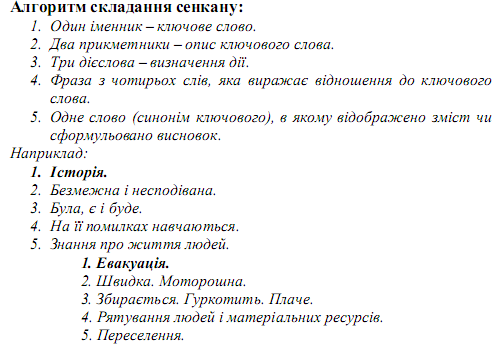 Алгоритм складання сенкану:
1. Один іменник – ключове слово.
2. Два прикметники – опис ключового слова.
3. Три дієслова – визначення дії.
4. Фраза з чотирьох слів, яка виражає відношення до ключового
слова.
5. Одне слово (синонім ключового), в якому відображено зміст чи
сформульовано висновок.
Наприклад:
1. Історія.
2. Безмежна і несподівана.
3. Була, є і буде.
4. На її помилках навчаються.
5. Знання про життя людей.
1. Евакуація.
2. Швидка. Моторошна.
3. Збирається. Гуркотить. Плаче.
4. Рятування людей і матеріальних ресурсів.
5. Переселення.